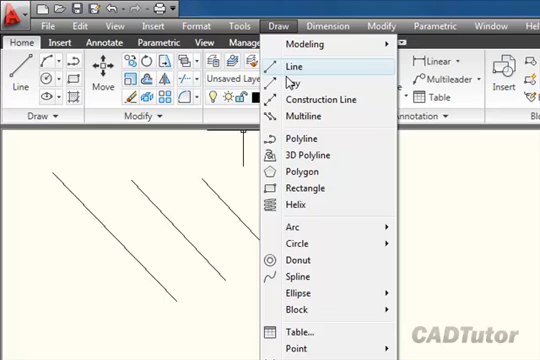 View Insert Format Tools Draw Dimension Modify Parametric Window
Home Insert Annotate Parametric View Manage
Line
Move
Draw
Modify
Unsaved Layer
Modeling
Line
Ray
Construction Line
Multiline
Polyline
3D Polyline
Polygon
Rectangle
Helix
Arc
Circle
Donut
Spline
Ellipse
Block
Table...
Point
Linear
Multileader
Table
Insert
Annotation
CADTutor